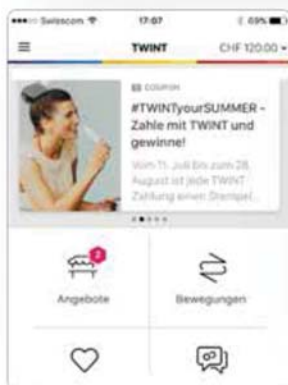 Swisscom 17:07 69%
TWINT CHF 120.00
COUPON
#TWINTyourSUMMER -
Zahle mit TWINT und
gewinne!
Vom 11. Juli bis zum 28.
August ist jede TWINT
Zahlung einen Stempel...
2
Angebote Bewegungen